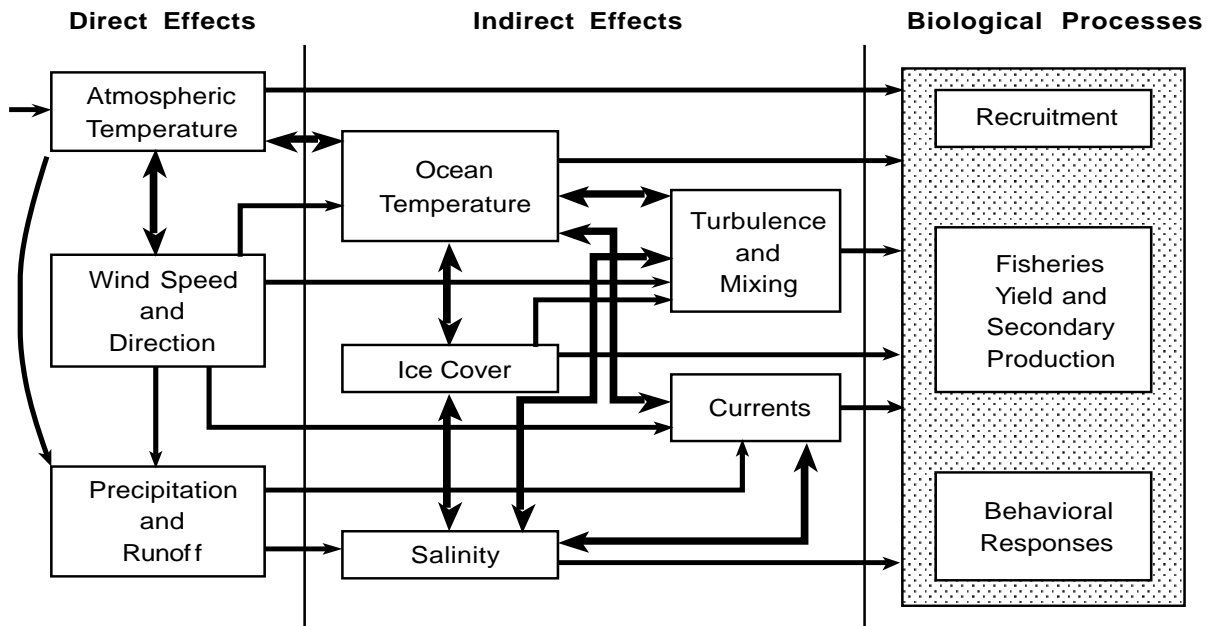 Direct Effects
Indirect Effects
Biological Processes
Atmospheric
Temperature
Wind Speed
and
Direction
Precipitation
and
Runoff
Ocean
Temperature
Ice Cover
Salinity
Turbulence
and
Mixing
Currents
Recruitment
Fisheries
Yield and
Secondary
Production
Behavioral
Responses